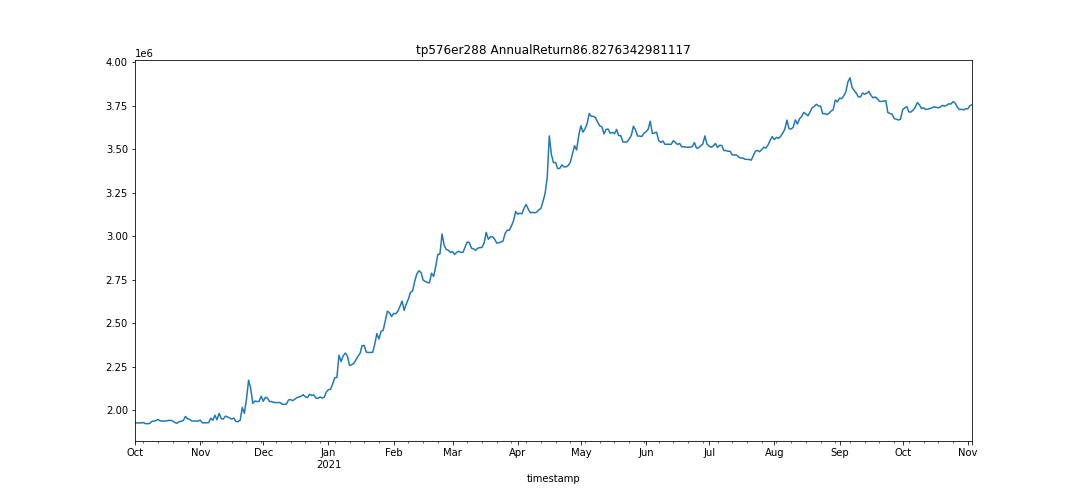 tp576er288 AnnualReturn86.8276342981117
1e6
4.00
3.75
3.50
3.25
3.00
2.75
2.50
2.25
2.00
Oct Nov Dec Jan Feb Mar Apr May Jun Jul Aug Sep Oct Nov
2021
timestamp